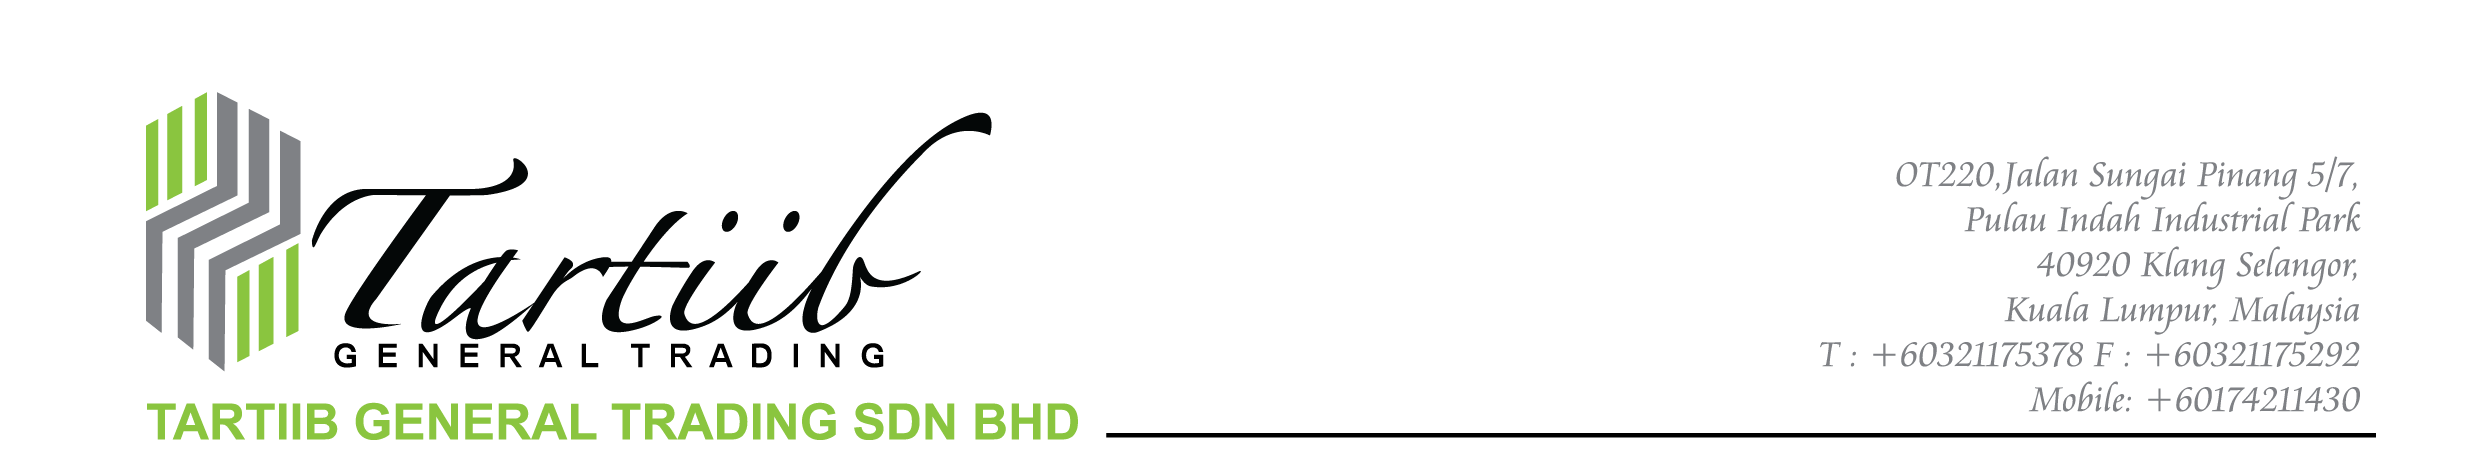 Tartiib
GENERAL TRADING
TARTIIB GENERAL TRADING SDN BHD
OT220,Jalan Sungai Pinang 5/7,
Pulau Indah Industrial Park
40920 Klang Selangor,
Kuala Lumpur, Malaysia
T : +60321175378 F : +60321175292
Mobile: +60174211430